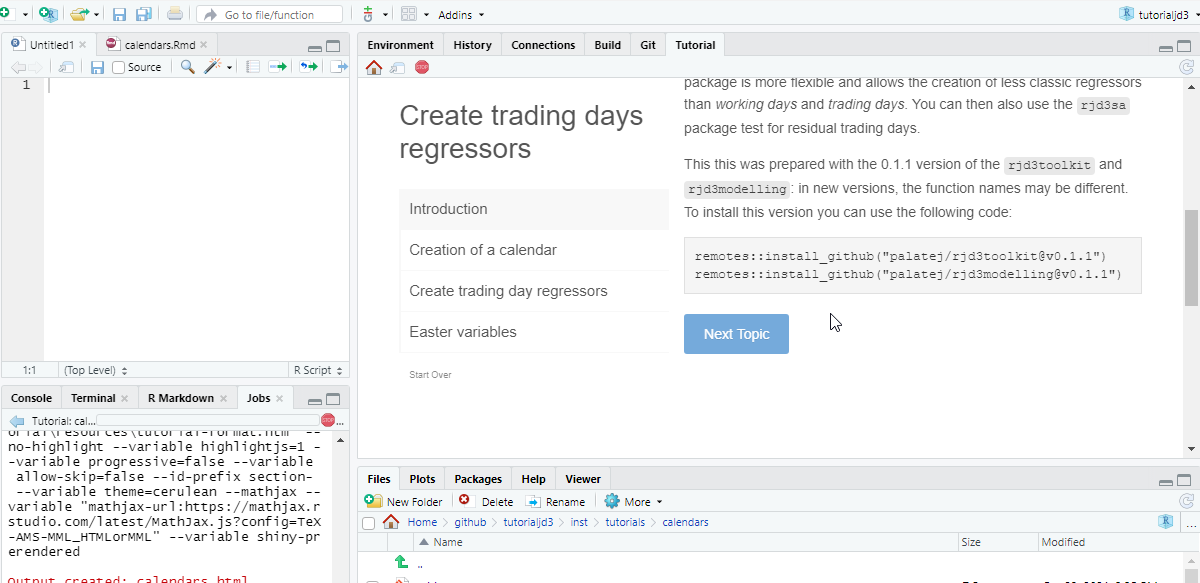 Go to file/function
Addins
tutorialjd3
Untitled1
calendars.Rmd
Source
1
1:1
(Top Level)
R Script
Console
Terminal
R Markdown
Jobs
Tutorial: cal...
STOP
...
orial\resources\tutorial-format.htm" --
no-highlight --variable highlightjs=1 -
-variable progressive=false --variable
allow-skip=false --id-prefix section-
--variable theme=cerulean --mathjax --
variable "mathjax-url:https://mathjax.r
studio.com/latest/MathJax.js?config=TeX
-AMS-MML_HTMLorMML" --variable shiny-pr
erendered
Output created: calendars.html
Environment
History
Connections
Build
Git
Tutorial
STOP
Create trading days
regressors
Introduction
Creation of a calendar
Create trading day regressors
Easter variables
Start Over
package is more flexible and allows the creation of less classic regressors
than working days and trading days. You can then also use the rjd3sa
package test for residual trading days.
This this was prepared with the 0.1.1 version of the rjd3toolkit and
rjd3modelling: in new versions, the function names may be different.
To install this version you can use the following code:
remotes::install_github("palatej/rjd3toolkit@v0.1.1")
remotes::install_github("palatej/rjd3modelling@v0.1.1")
Next Topic
Files
Plots
Packages
Help
Viewer
New Folder
Delete
Rename
More
Home
github
tutorialjd3
inst
tutorials
calendars
...
Name
Size
Modified
..